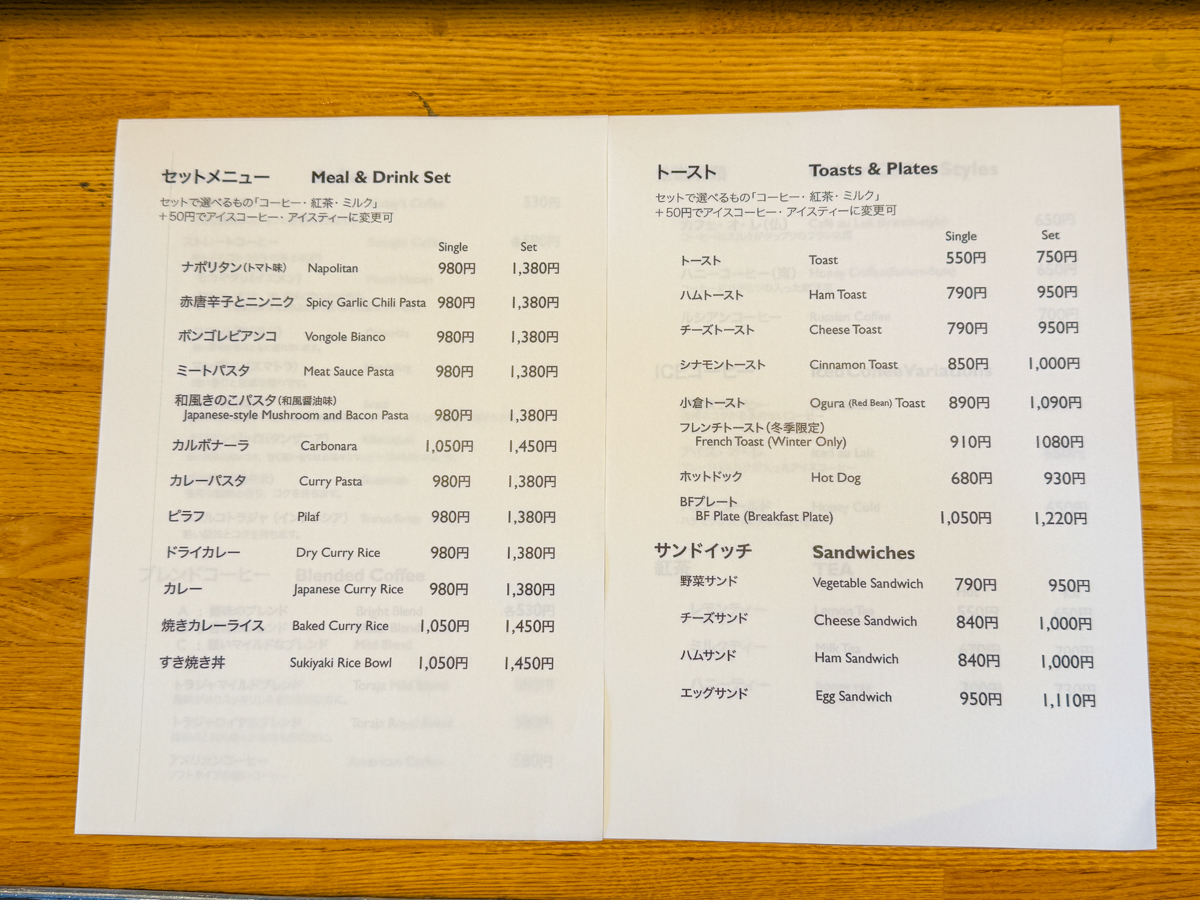 セットメニュー Meal & Drink Set
セットで選べるもの「コーヒー・紅茶・ミルク」
＋50円でアイスコーヒー・アイスティーに変更可
Single Set
ナポリタン（トマト味） Napolitan 980円 1,380円
赤唐辛子とニンニク Spicy Garlic Chili Pasta 980円 1,380円
ボンゴレビアンコ Vongole Bianco 980円 1,380円
ミートパスタ Meat Sauce Pasta 980円 1,380円
和風きのこパスタ（和風醤油味）
Japanese-style Mushroom and Bacon Pasta 980円 1,380円
カルボナーラ Carbonara 1,050円 1,450円
カレーパスタ Curry Pasta 980円 1,380円
ピラフ Pilaf 980円 1,380円
ドライカレー Dry Curry Rice 980円 1,380円
カレー Japanese Curry Rice 980円 1,380円
焼きカレーライス Baked Curry Rice 1,050円 1,450円
すき焼き丼 Sukiyaki Rice Bowl 1,050円 1,450円
トースト Toasts & Plates
セットで選べるもの「コーヒー・紅茶・ミルク」
＋50円でアイスコーヒー・アイスティーに変更可
Single Set
トースト Toast 550円 750円
ハムトースト Ham Toast 790円 950円
チーズトースト Cheese Toast 790円 950円
シナモントースト Cinnamon Toast 850円 1,000円
小倉トースト Ogura (Red Bean) Toast 890円 1,090円
フレンチトースト（冬季限定）
French Toast (Winter Only) 910円 1080円
ホットドック Hot Dog 680円 930円
BFプレート
BF Plate (Breakfast Plate) 1,050円 1,220円
サンドイッチ Sandwiches
野菜サンド Vegetable Sandwich 790円 950円
チーズサンド Cheese Sandwich 840円 1,000円
ハムサンド Ham Sandwich 840円 1,000円
エッグサンド Egg Sandwich 950円 1,110円